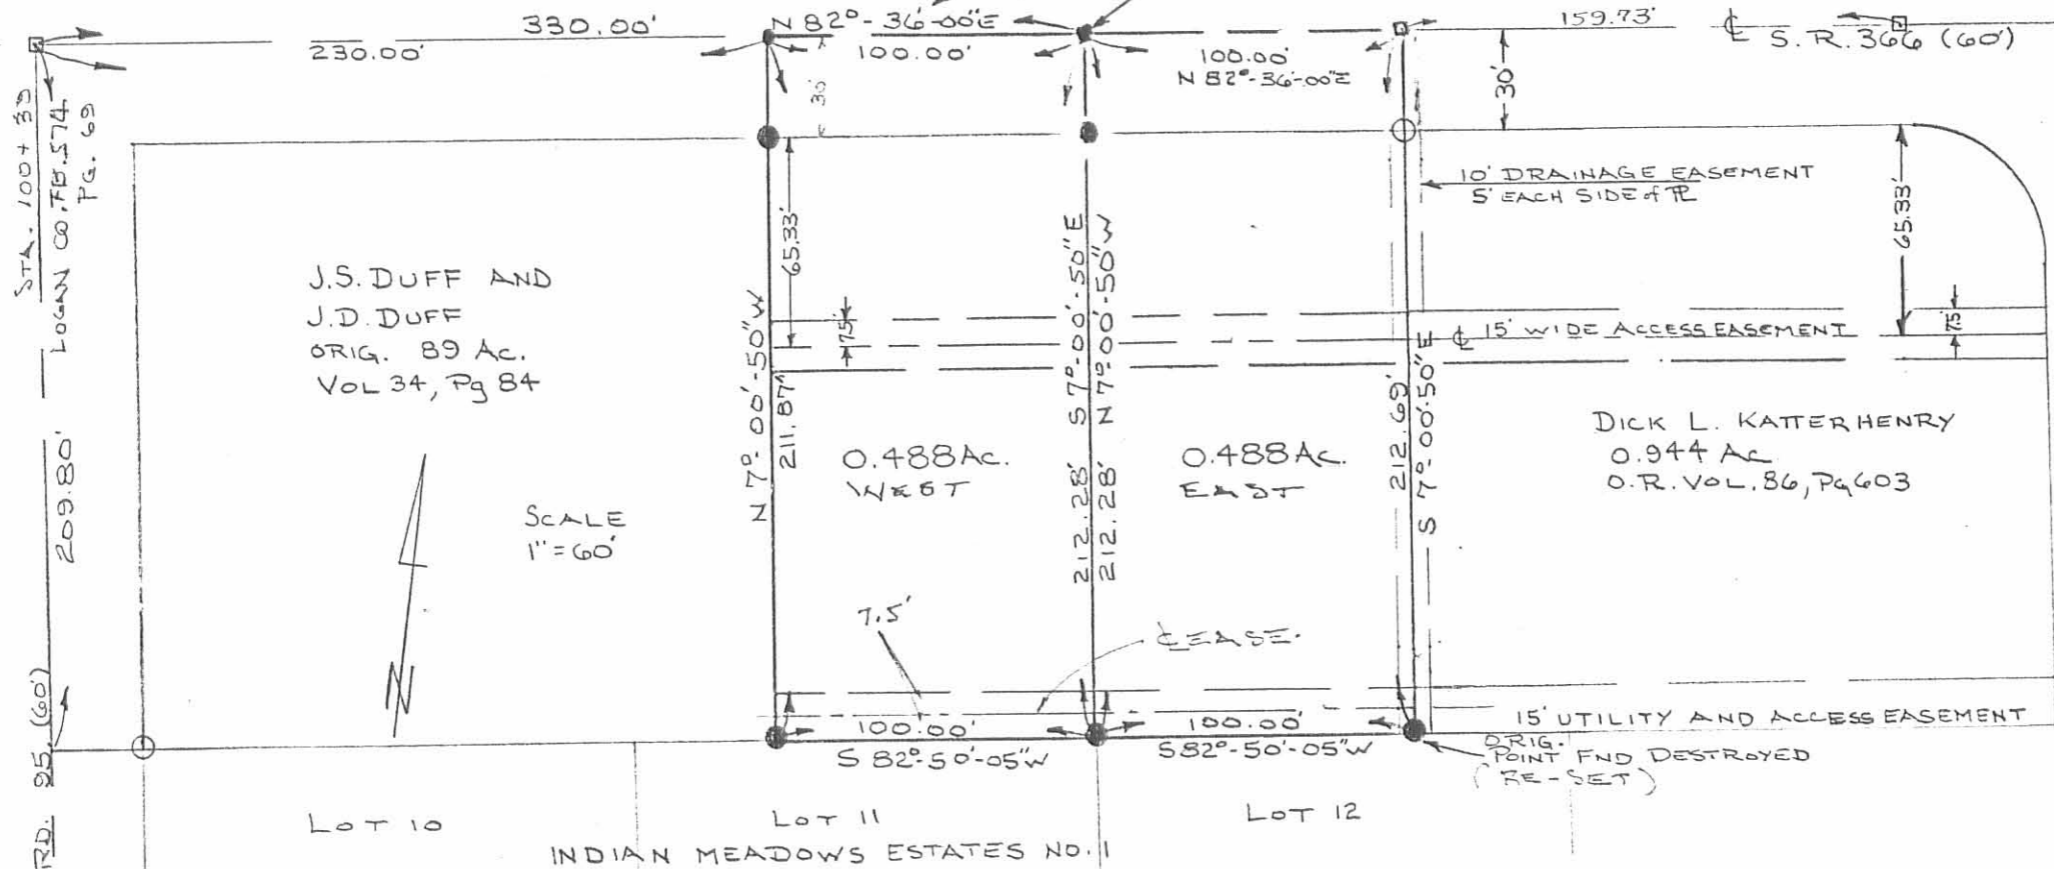 330.00'
230.00'
N 82°-36'-00"E
100.00'
100.00'
N 82°-36'-00"E
159.73'
℄ S.R. 366 (60')
30'
30'
STA. 100+39
LOGAN CO. F.B. 574
PG. 69
10' DRAINAGE EASEMENT
5' EACH SIDE of ⅊
65.33'
65.33'
J.S. DUFF AND
J.D. DUFF
ORIG. 89 AC.
VOL 34, Pg 84
7.5'
7.5'
℄ 15' WIDE ACCESS EASEMENT
N 7°-00'-50"W
211.87'
S 7°-00'-50"E
212.28'
N 7°-00'-50"W
212.28'
212.69'
S 7°-00'-50"E
DICK L. KATTERHENRY
0.944 AC
O.R. VOL. 86, Pg 603
0.488 AC.
WEST
0.488 AC.
EAST
209.80'
SCALE
1"=60'
7.5'
℄ EASE.
N
100.00'
S 82°-50'-05"W
100.00'
S 82°-50'-05"W
15' UTILITY AND ACCESS EASEMENT
ORIG.
POINT FND DESTROYED
(RE-SET)
RD. 95 (60')
LOT 10
LOT 11
LOT 12
INDIAN MEADOWS ESTATES NO. 1